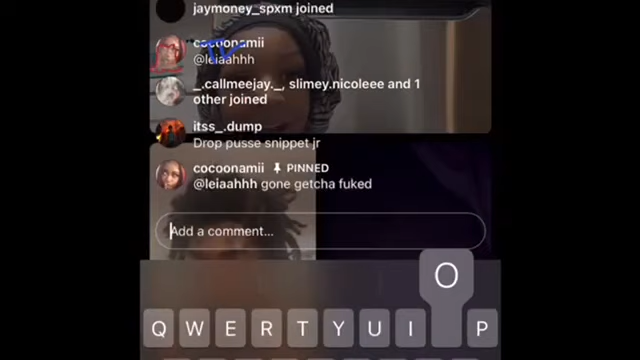 jaymoney_spxm joined
cocoonamii
@leiaahhh
_.callmeejay._, slimey.nicoleee and 1
other joined
itss_.dump
Drop pusse snippet jr
cocoonamii PINNED
@leiaahhh gone getcha fuked
Add a comment...
O
Q W E R T Y U I P